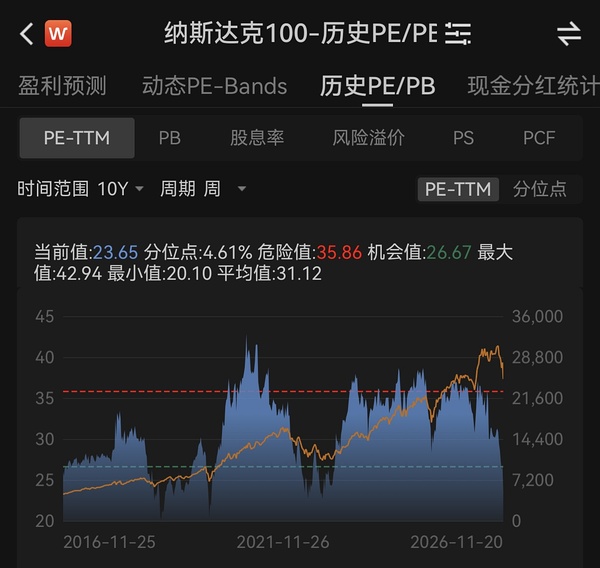 W 纳斯达克100-历史PE/PE
盈利预测 动态PE-Bands 历史PE/PB 现金分红统计
PE-TTM PB 股息率 风险溢价 PS PCF
时间范围 10Y 周期 周 PE-TTM 分位点
当前值:23.65 分位点:4.61% 危险值:35.86 机会值:26.67 最大
值:42.94 最小值:20.10 平均值:31.12
45 36,000
40 28,800
35 21,600
30 14,400
25 7,200
20 0
2016-11-25 2021-11-26 2026-11-20